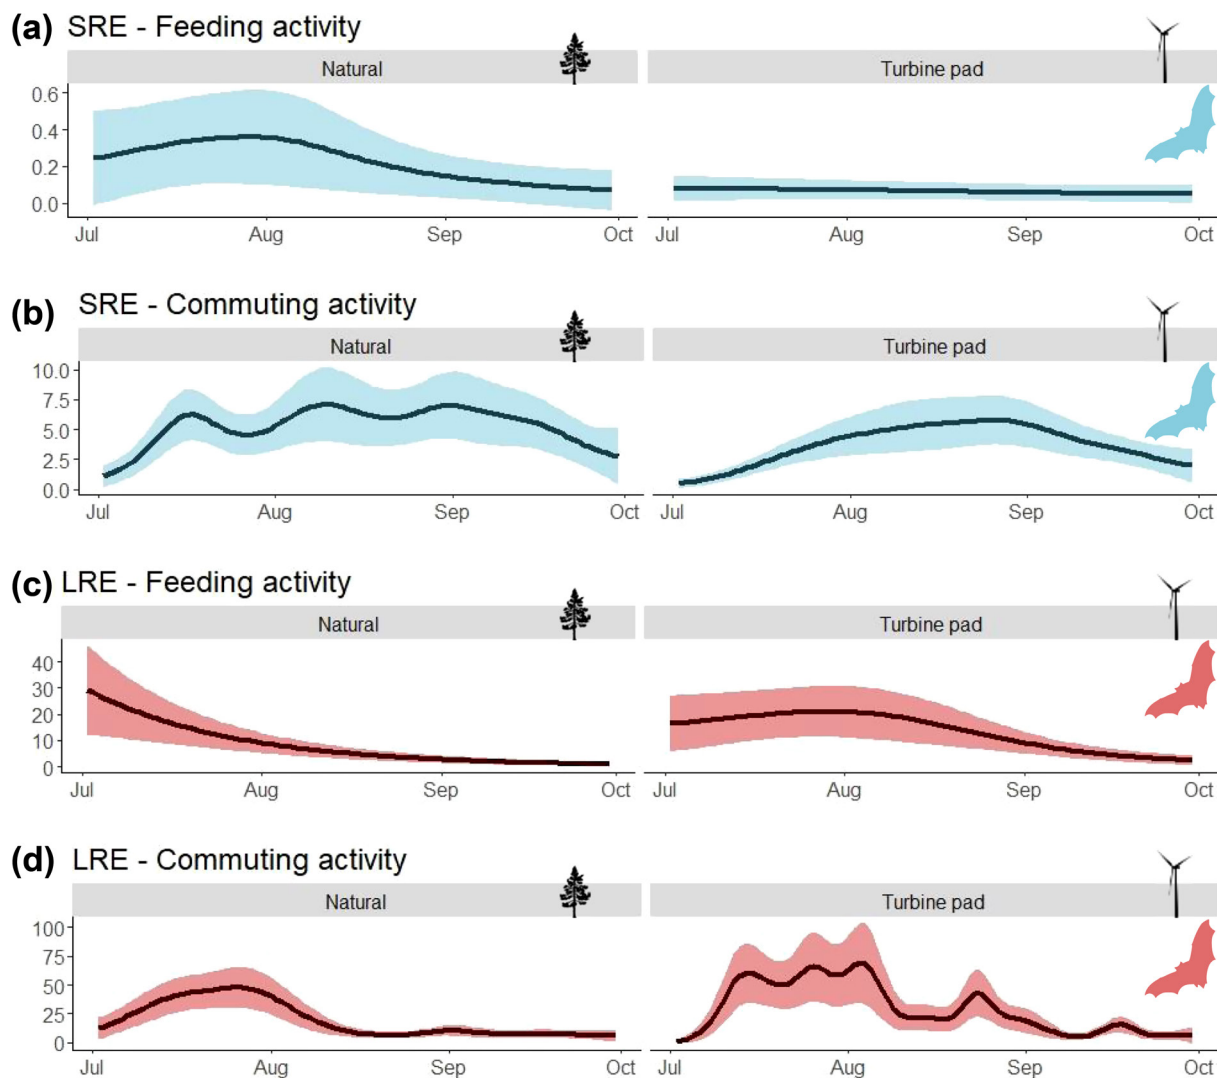 (a) SRE - Feeding activity
Natural Turbine pad
0.6
0.4
0.2
0.0
Jul Aug Sep Oct Jul Aug Sep Oct
(b) SRE - Commuting activity
Natural Turbine pad
10.0
7.5
5.0
2.5
0.0
Jul Aug Sep Oct Jul Aug Sep Oct
(c) LRE - Feeding activity
Natural Turbine pad
40
30
20
10
0
Jul Aug Sep Oct Jul Aug Sep Oct
(d) LRE - Commuting activity
Natural Turbine pad
100
75
50
25
0
Jul Aug Sep Oct Jul Aug Sep Oct